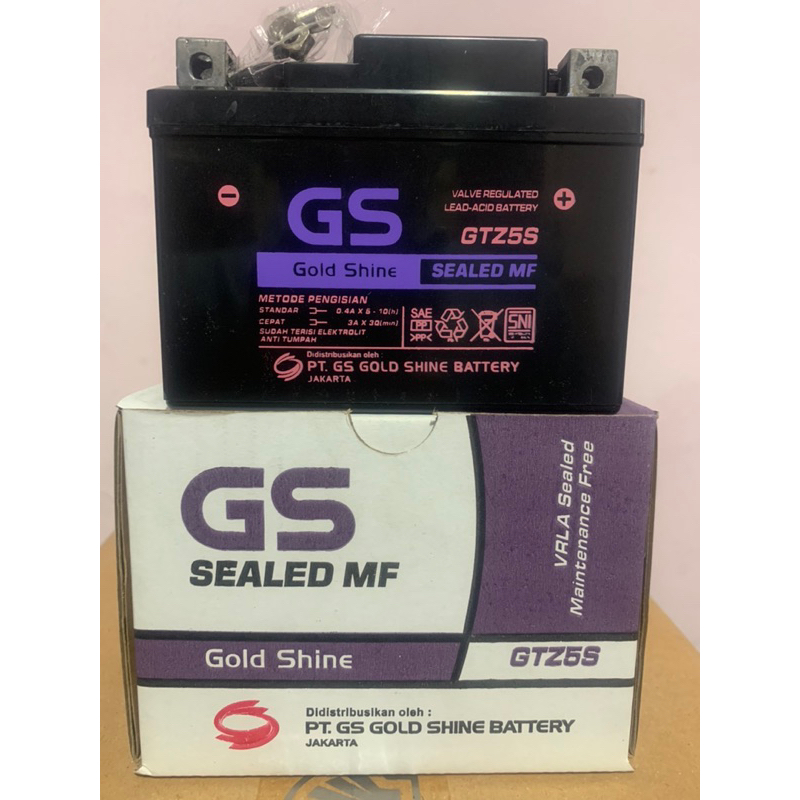 GS
VALVE REGULATED
LEAD-ACID BATTERY
GTZ5S
Gold Shine
SEALED MF
METODE PENGISIAN
STANDAR 0.4A X 5 - 10(h)
CEPAT 3A X 30(min)
SUDAH TERISI ELEKTROLIT
ANTI TUMPAH
SAE
PP
>PP<
SNI
Didistribusikan oleh :
PT. GS GOLD SHINE BATTERY
JAKARTA
GS
SEALED MF
VRLA Sealed
Maintenance Free
Gold Shine
GTZ5S
Didistribusikan oleh :
PT. GS GOLD SHINE BATTERY
JAKARTA